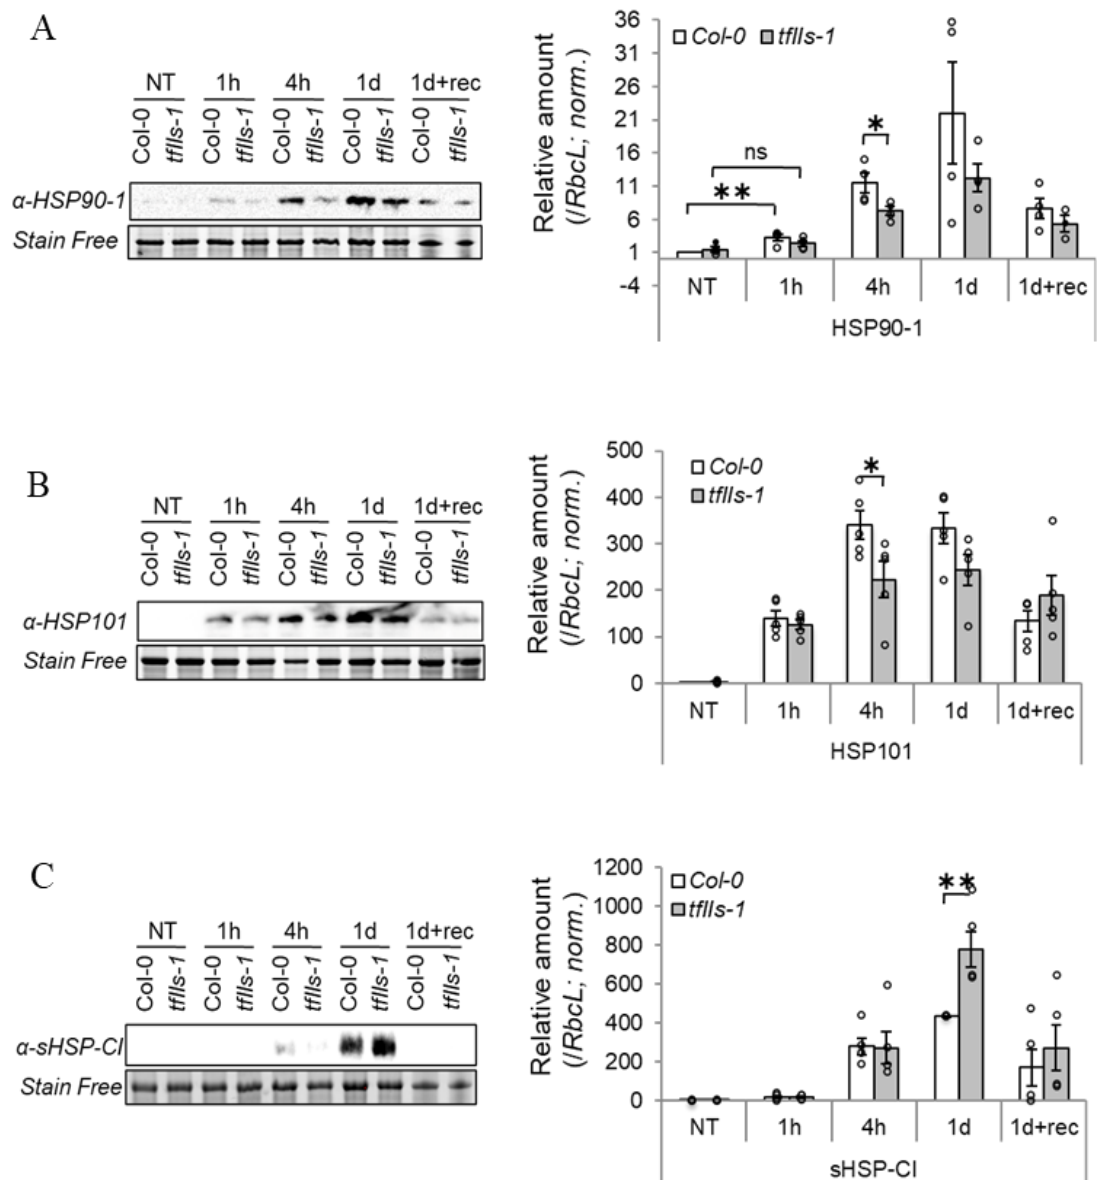 A
NT 1h 4h 1d 1d+rec
Col-0 tfIIs-1 Col-0 tfIIs-1 Col-0 tfIIs-1 Col-0 tfIIs-1 Col-0 tfIIs-1
α-HSP90-1
Stain Free
Relative amount
(/RbcL; norm.)
36
31
26
21
16
11
6
1
-4
Col-0 tfIIs-1
*
ns
**
NT 1h 4h 1d 1d+rec
HSP90-1
B
NT 1h 4h 1d 1d+rec
Col-0 tfIIs-1 Col-0 tfIIs-1 Col-0 tfIIs-1 Col-0 tfIIs-1 Col-0 tfIIs-1
α-HSP101
Stain Free
Relative amount
(/RbcL; norm.)
500
400
300
200
100
0
Col-0
tfIIs-1
*
NT 1h 4h 1d 1d+rec
HSP101
C
NT 1h 4h 1d 1d+rec
Col-0 tfIIs-1 Col-0 tfIIs-1 Col-0 tfIIs-1 Col-0 tfIIs-1 Col-0 tfIIs-1
α-sHSP-CI
Stain Free
Relative amount
(/RbcL; norm.)
1200
1000
800
600
400
200
0
Col-0
tfIIs-1
**
NT 1h 4h 1d 1d+rec
sHSP-CI